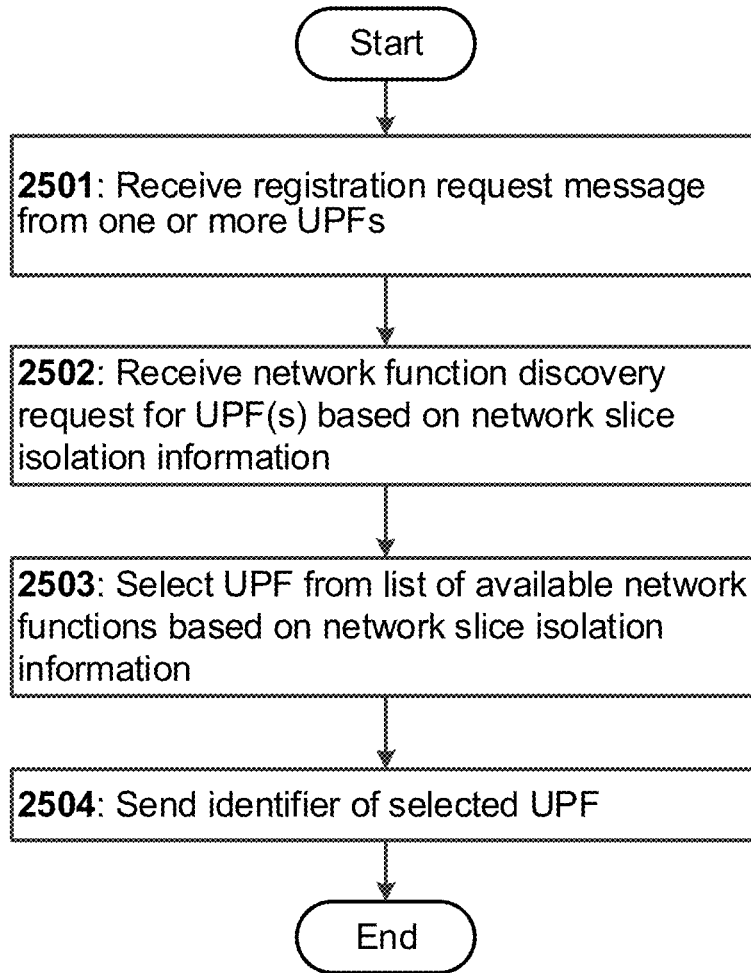 Start
2501: Receive registration request message
from one or more UPFs
2502: Receive network function discovery
request for UPF(s) based on network slice
isolation information
2503: Select UPF from list of available network
functions based on network slice isolation
information
2504: Send identifier of selected UPF
End